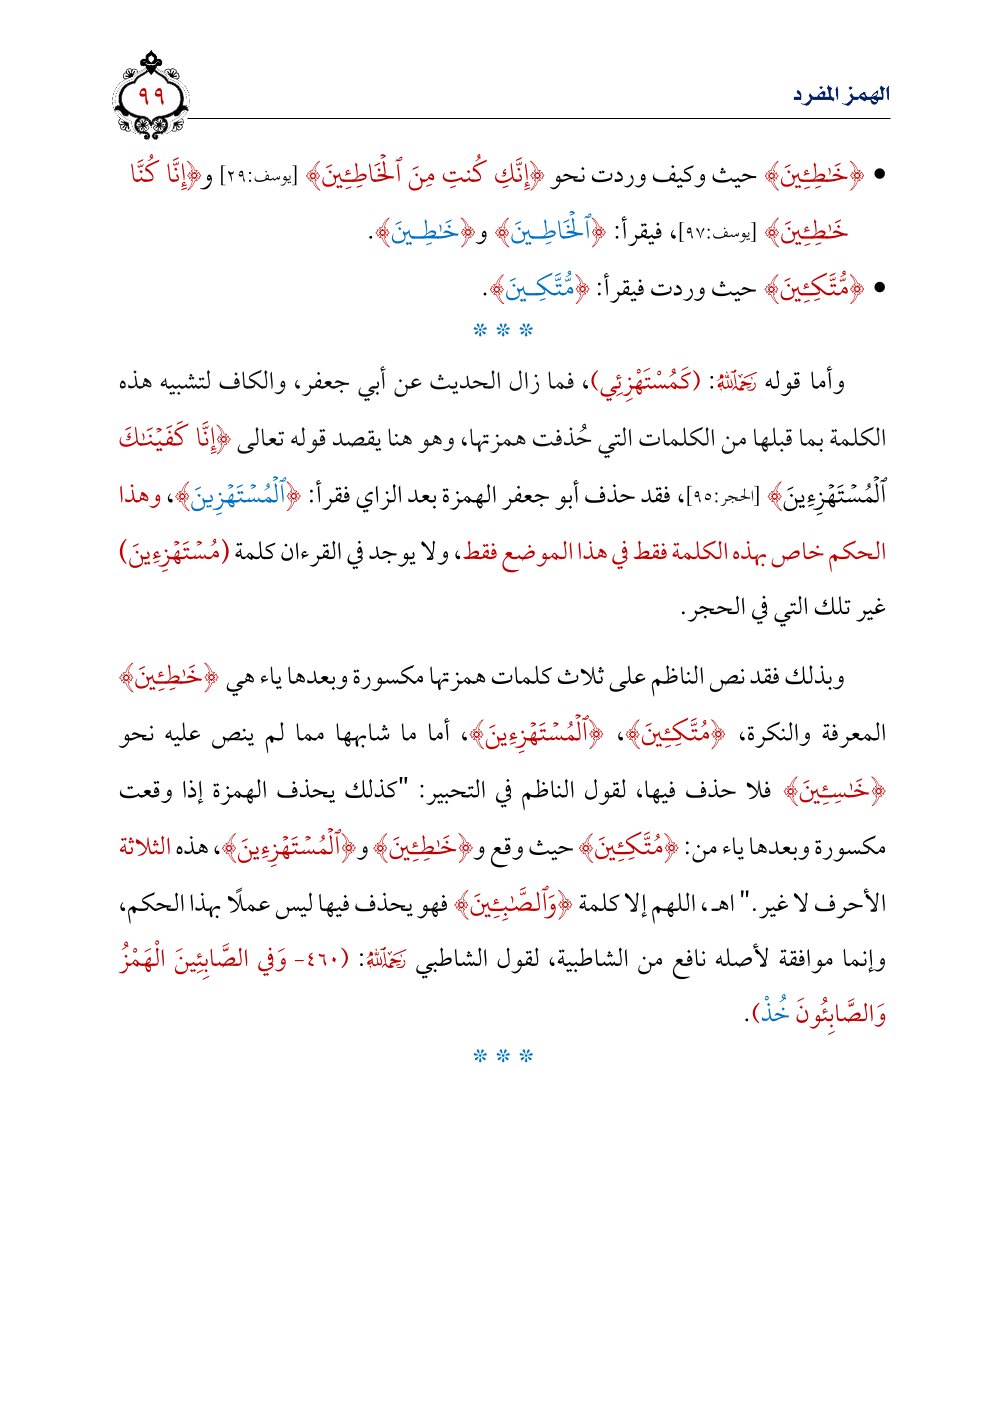 الهمز المفرد
٩٩
• ﴿خَـٰطِـِٔينَ﴾ حيث وكيف وردت نحو ﴿إِنَّكِ كُنتِ مِنَ ٱلۡخَاطِـِٔينَ﴾ [يوسف:٢٩] و﴿إِنَّا كُنَّا
خَـٰطِـِٔينَ﴾ [يوسف:٩٧]، فيقرأ: ﴿ٱلۡخَاطِـينَ﴾ و﴿خَـٰطِـينَ﴾.
• ﴿مُّتَّكِـِٔينَ﴾ حيث وردت فيقرأ: ﴿مُّتَّكِـينَ﴾.
* * *
وأما قوله رَحِمَهُ ٱللَّهُ: (كَمُسْتَهْزِئِي)، فما زال الحديث عن أبي جعفر، والكاف لتشبيه هذه
الكلمة بما قبلها من الكلمات التي حُذفت همزتها، وهو هنا يقصد قوله تعالى ﴿إِنَّا كَفَيۡنَـٰكَ
ٱلۡمُسۡتَهۡزِءِينَ﴾ [الحجر:٩٥]، فقد حذف أبو جعفر الهمزة بعد الزاي فقرأ: ﴿ٱلۡمُسۡتَهۡزِينَ﴾، وهذا
الحكم خاص بهذه الكلمة فقط في هذا الموضع فقط، ولا يوجد في القرءان كلمة (مُسۡتَهۡزِءِينَ)
غير تلك التي في الحجر.
وبذلك فقد نص الناظم على ثلاث كلمات همزتها مكسورة وبعدها ياء هي ﴿خَـٰطِـِٔينَ﴾
المعرفة والنكرة، ﴿مُتَّكِـِٔينَ﴾، ﴿ٱلۡمُسۡتَهۡزِءِينَ﴾، أما ما شابهها مما لم ينص عليه نحو
﴿خَـٰسِـِٔينَ﴾ فلا حذف فيها، لقول الناظم في التحبير: "كذلك يحذف الهمزة إذا وقعت
مكسورة وبعدها ياء من: ﴿مُتَّكِـِٔينَ﴾ حيث وقع و﴿خَـٰطِـِٔينَ﴾ و﴿ٱلۡمُسۡتَهۡزِءِينَ﴾، هذه الثلاثة
الأحرف لا غير." اهـ، اللهم إلا كلمة ﴿وَٱلصَّـٰبِـِٔينَ﴾ فهو يحذف فيها ليس عملًا بهذا الحكم،
وإنما موافقة لأصله نافع من الشاطبية، لقول الشاطبي رَحِمَهُ ٱللَّهُ: (٤٦٠- وَفي الصَّابِئِينَ الْهَمْزُ
وَالصَّابِئُونَ خُذْ).
* * *